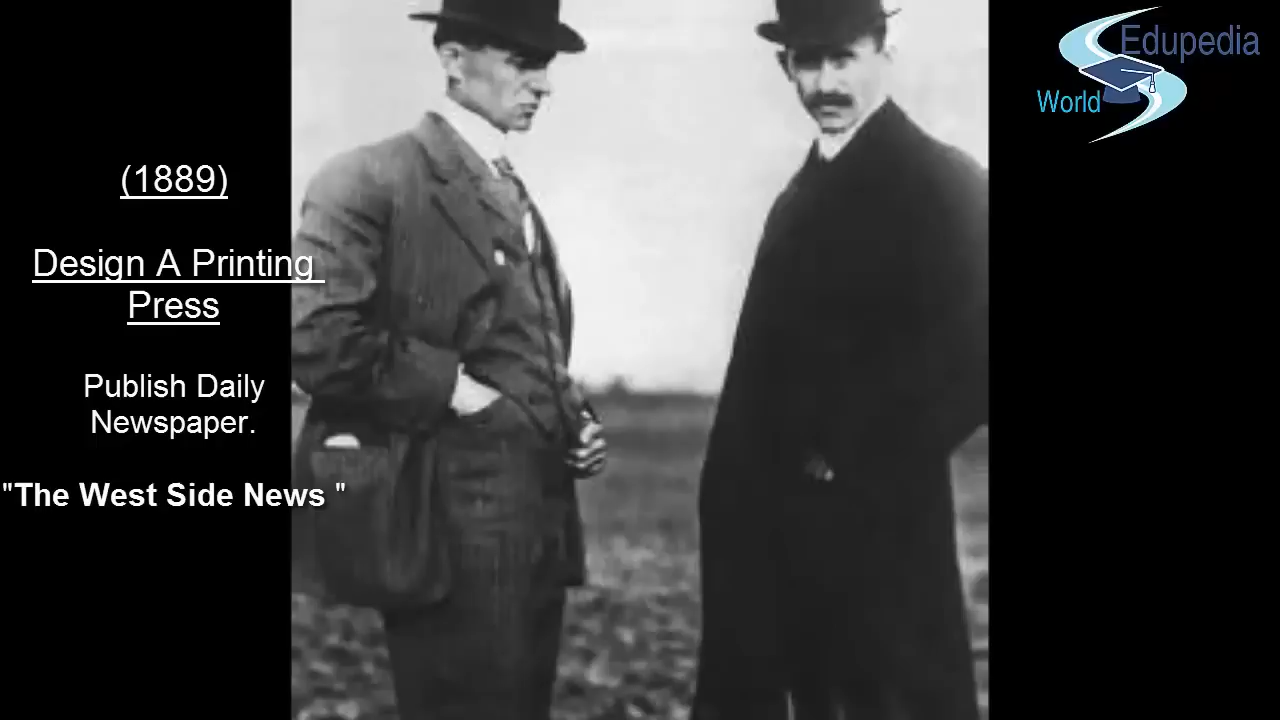 (1889)
Design A Printing
Press
Publish Daily
Newspaper.
"The West Side News "
Edupedia
World